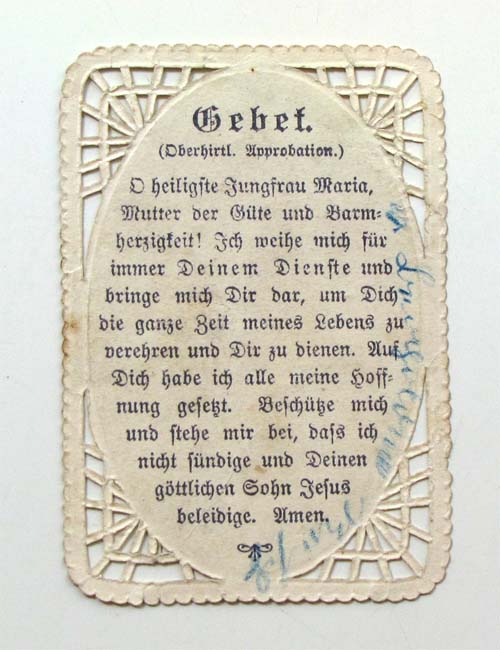 Gebet.
(Oberhirtl. Approbation.)
O heiligste Jungfrau Maria,
Mutter der Güte und Barm-
herzigkeit! Ich weihe mich für
immer Deinem Dienste und
bringe mich Dir dar, um Dich
die ganze Zeit meines Lebens zu
verehren und Dir zu dienen. Auf
Dich habe ich alle meine Hoff-
nung gesetzt. Beschütze mich
und stehe mir bei, dass ich
nicht sündige und Deinen
göttlichen Sohn Jesus
beleidige. Amen.